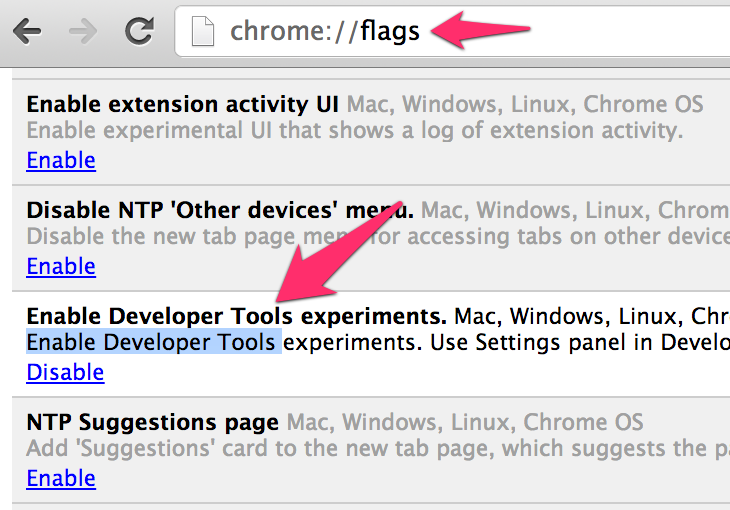 chrome://flags
Enable extension activity UI Mac, Windows, Linux, Chrome OS
Enable experimental UI that shows a log of extension activity.
Enable
Disable NTP 'Other devices' menu. Mac, Windows, Linux, Chrom
Disable the new tab page menu for accessing tabs on other device
Enable
Enable Developer Tools experiments. Mac, Windows, Linux, Chr
Enable Developer Tools experiments. Use Settings panel in Develo
Disable
NTP Suggestions page Mac, Windows, Linux, Chrome OS
Add 'Suggestions' card to the new tab page, which suggests the pa
Enable